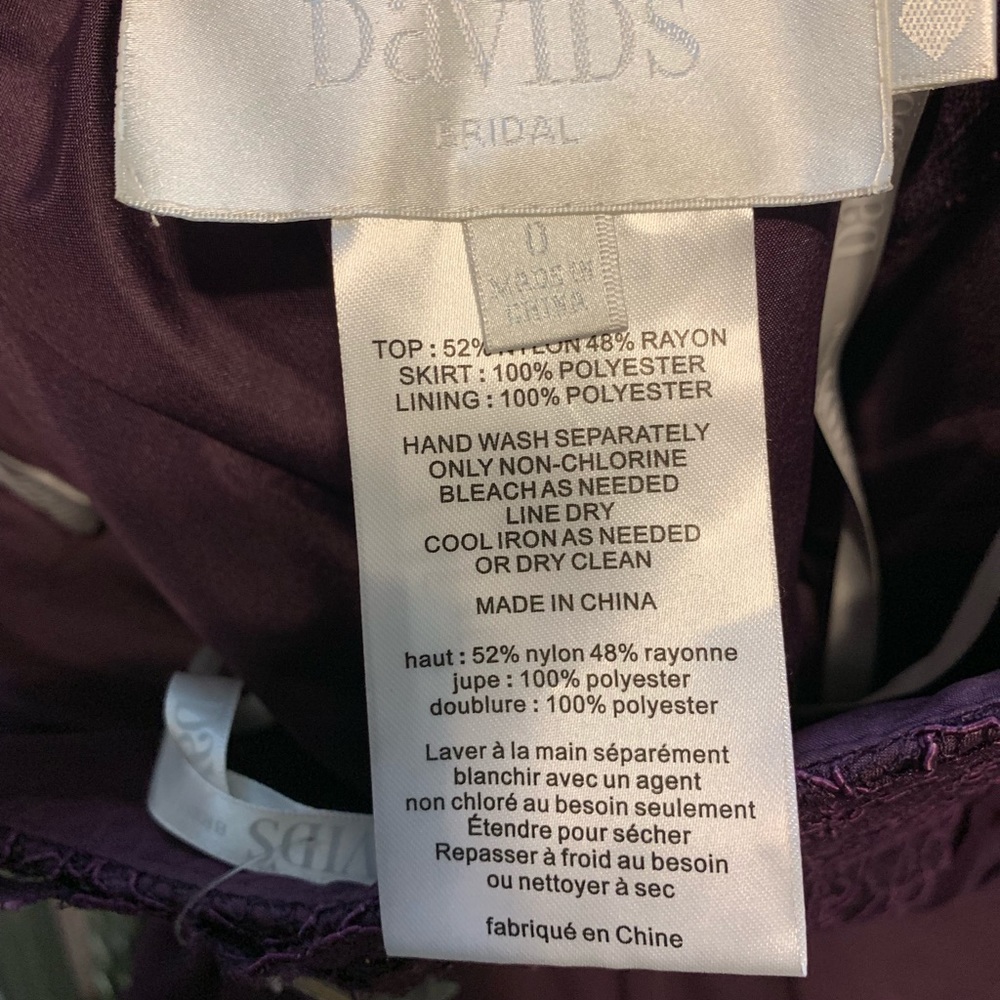 DaVIDS
BRIDAL
0
MADE IN
CHINA
TOP : 52% NYLON 48% RAYON
SKIRT : 100% POLYESTER
LINING : 100% POLYESTER
HAND WASH SEPARATELY
ONLY NON-CHLORINE
BLEACH AS NEEDED
LINE DRY
COOL IRON AS NEEDED
OR DRY CLEAN
MADE IN CHINA
haut : 52% nylon 48% rayonne
jupe : 100% polyester
doublure : 100% polyester
Laver à la main séparément
blanchir avec un agent
non chloré au besoin seulement
Étendre pour sécher
Repasser à froid au besoin
ou nettoyer à sec
fabriqué en Chine